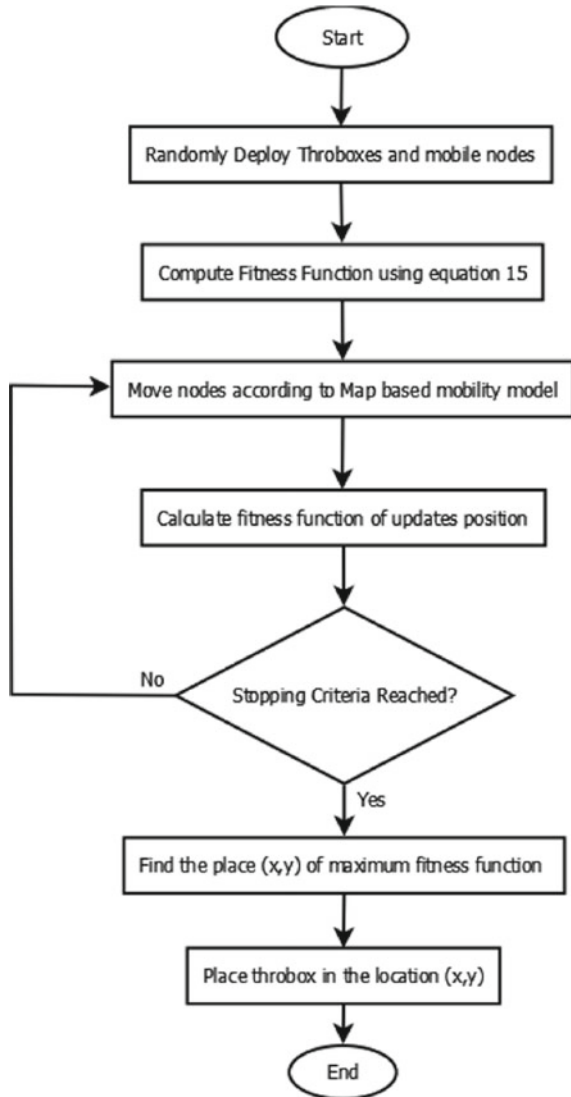 Start
Randomly Deploy Throboxes and mobile nodes
Compute Fitness Function using equation 15
Move nodes according to Map based mobility model
Calculate fitness function of updates position
Stopping Criteria Reached?
No
Yes
Find the place (x,y) of maximum fitness function
Place throbox in the location (x,y)
End